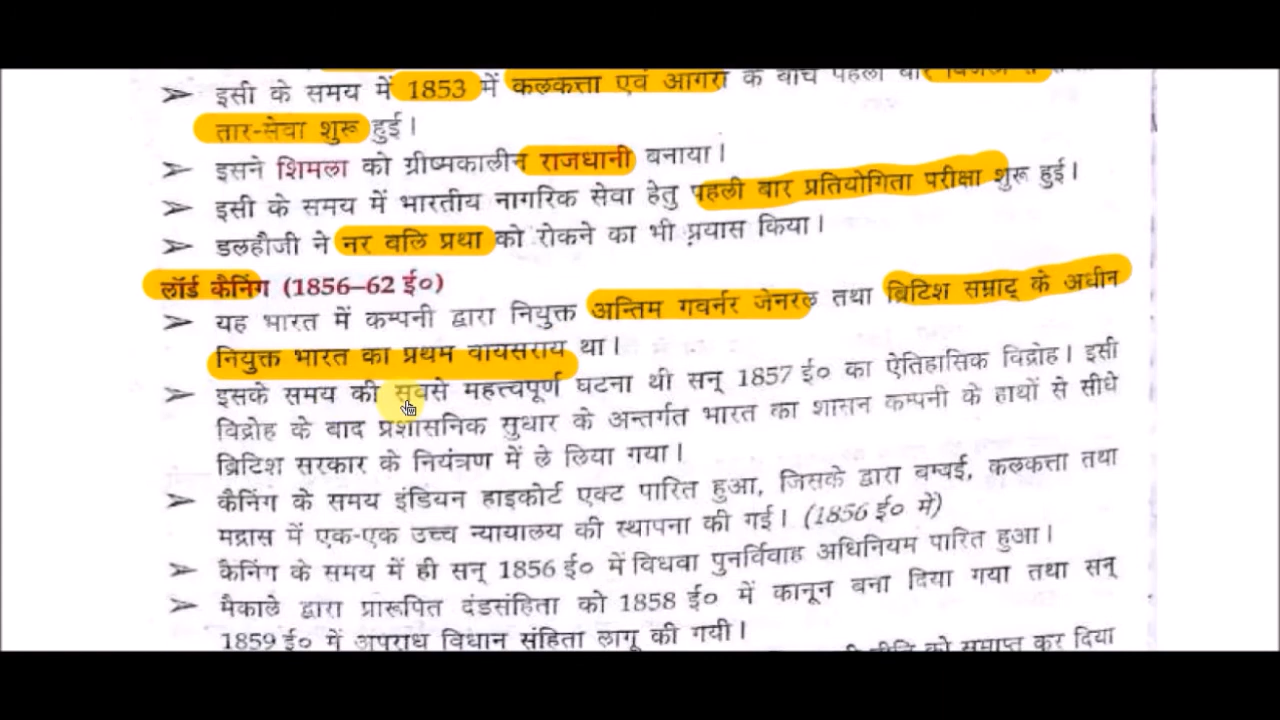 ➢ इसी के समय में 1853 में कलकत्ता एवं आगरा के बीच पहली बार
तार-सेवा शुरू हुई।
➢ इसने शिमला को ग्रीष्मकालीन राजधानी बनाया।
➢ इसी के समय में भारतीय नागरिक सेवा हेतु पहली बार प्रतियोगिता परीक्षा शुरू हुई।
➢ डलहौजी ने नर बलि प्रथा को रोकने का भी प्रयास किया।
लॉर्ड कैनिंग (1856–62 ई०)
➢ यह भारत में कम्पनी द्वारा नियुक्त अन्तिम गवर्नर जेनरल तथा ब्रिटिश सम्राट् के अधीन
नियुक्त भारत का प्रथम वायसराय था।
➢ इसके समय की सबसे महत्वपूर्ण घटना थी सन् 1857 ई० का ऐतिहासिक विद्रोह। इसी
विद्रोह के बाद प्रशासनिक सुधार के अन्तर्गत भारत का शासन कम्पनी के हाथों से सीधे
ब्रिटिश सरकार के नियंत्रण में ले लिया गया।
➢ कैनिंग के समय इंडियन हाइकोर्ट एक्ट पारित हुआ, जिसके द्वारा बम्बई, कलकत्ता तथा
मद्रास में एक-एक उच्च न्यायालय की स्थापना की गई। (1856 ई० में)
➢ कैनिंग के समय में ही सन् 1856 ई० में विधवा पुनर्विवाह अधिनियम पारित हुआ।
➢ मैकाले द्वारा प्रारूपित दंडसंहिता को 1858 ई० में कानून बना दिया गया तथा सन्
1859 ई० में अपराध विधान संहिता लागू की गयी।
को समाप्त कर दिया